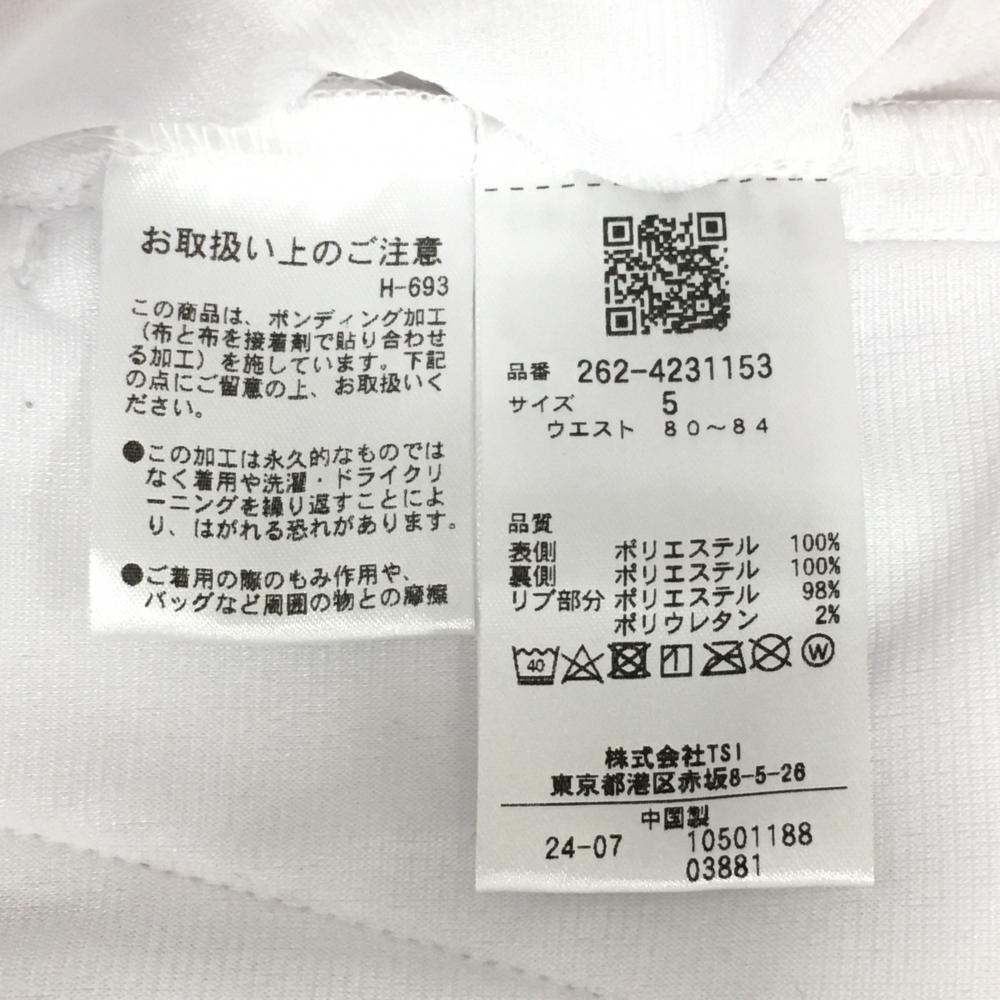 お取扱い上のご注意
H-693
この商品は、ボンディング加工
（布と布を接着剤で貼り合わせ
る加工）を施しています。下記
の点にご留意の上、お取扱いく
ださい。
●この加工は永久的なものでは
なく着用や洗濯・ドライクリ
ーニングを繰り返すことによ
り、はがれる恐れがあります。
●ご着用の際のもみ作用や、
バッグなど周囲の物との摩擦
品番 262-4231153
サイズ 5
ウエスト 80～84
品質
表側 ポリエステル 100%
裏側 ポリエステル 100%
リブ部分 ポリエステル 98%
ポリウレタン 2%
40
W
株式会社TSI
東京都港区赤坂8-5-26
中国製
24-07 10501188
03881